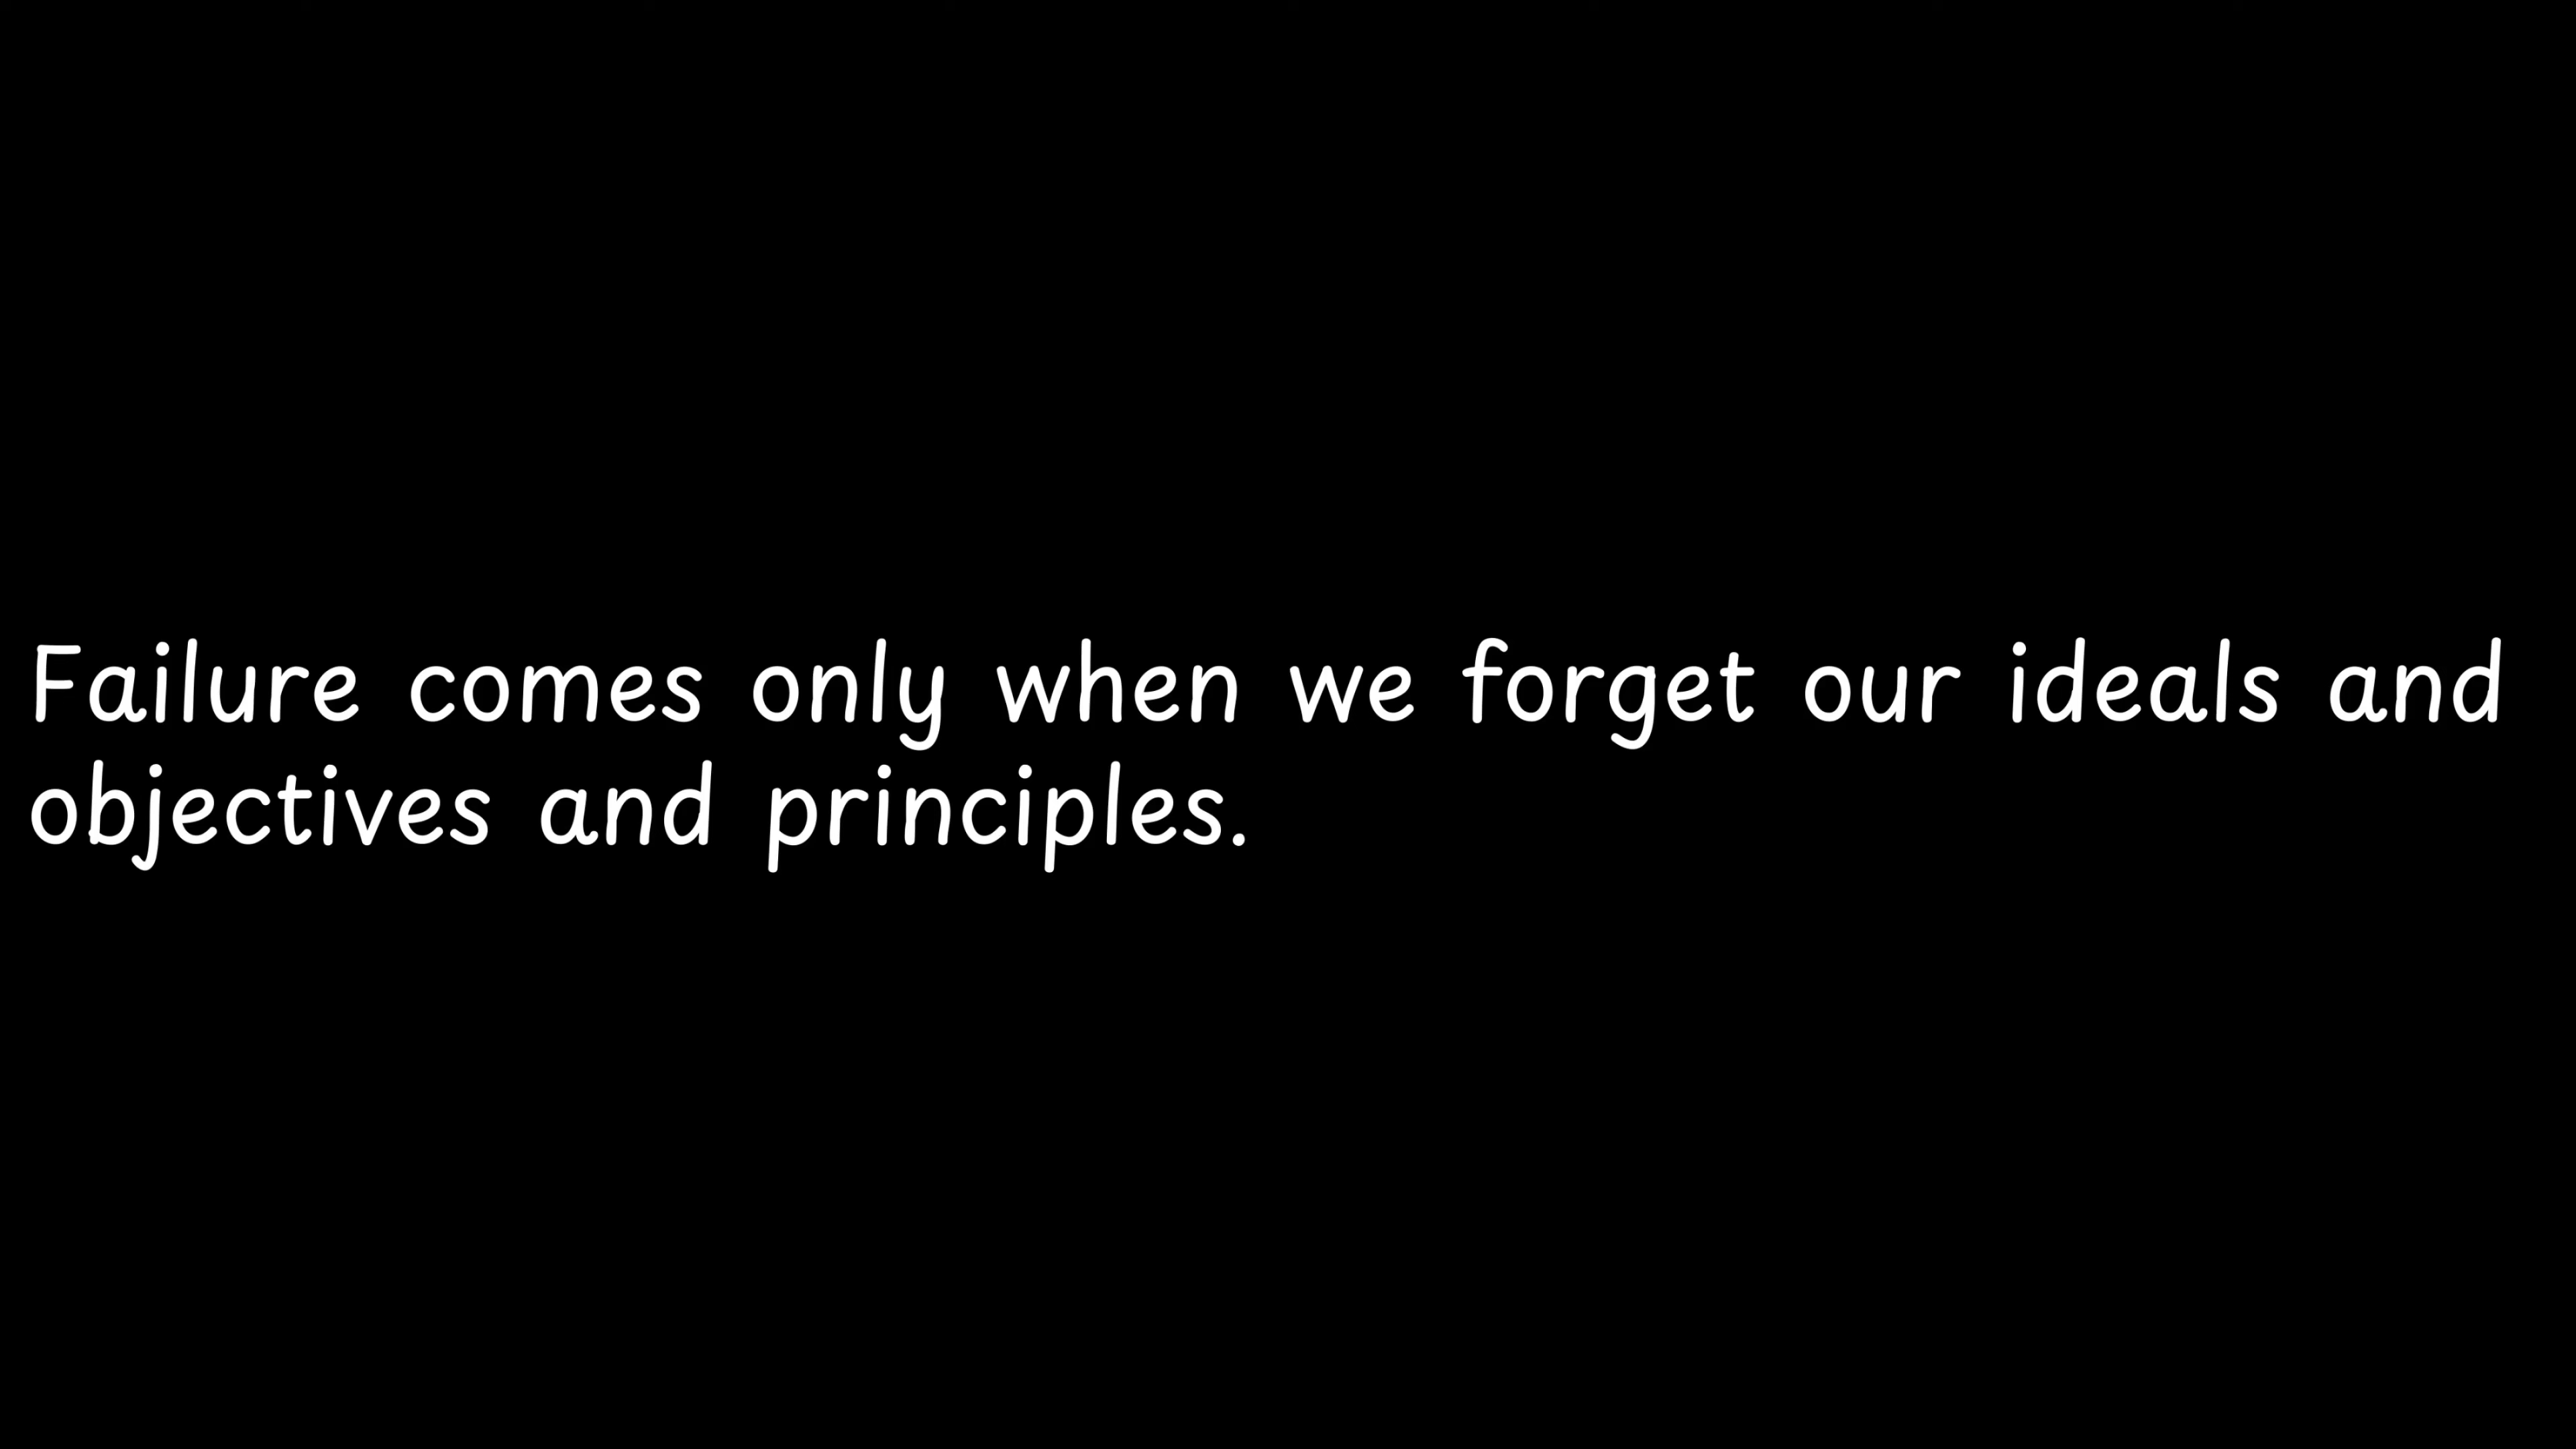 Failure comes only when we forget our ideals and
objectives and principles.